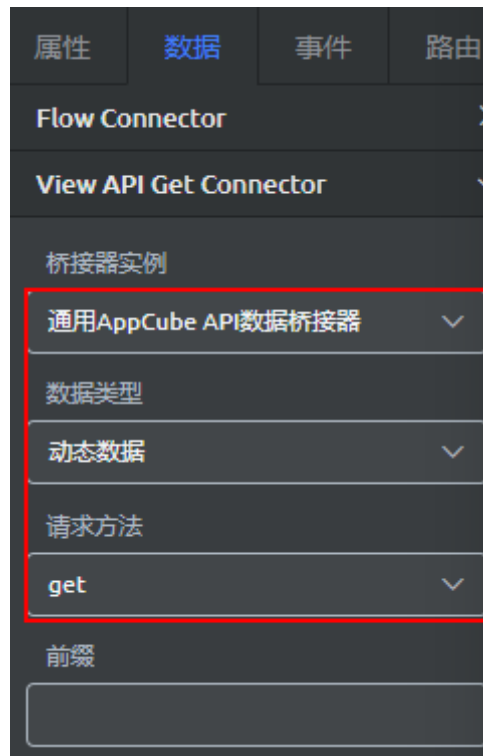 属性 数据 事件 路由
Flow Connector
View API Get Connector
桥接器实例
通用AppCube API数据桥接器
数据类型
动态数据
请求方法
get
前缀